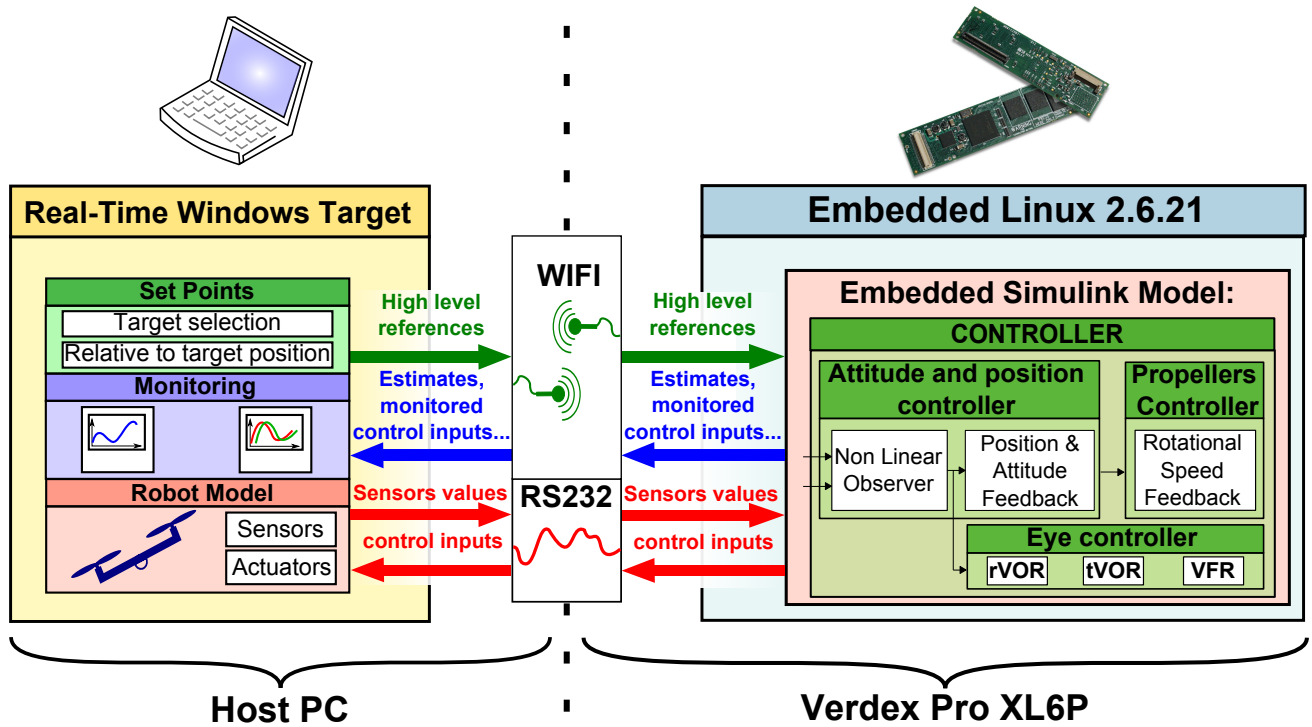 Real-Time Windows Target
Set Points
Target selection
Relative to target position
Monitoring
Robot Model
Sensors
Actuators
High level
references
Estimates,
monitored
control inputs...
Sensors values
control inputs
WIFI
RS232
High level
references
Estimates,
monitored
control inputs...
Sensors values
control inputs
Embedded Linux 2.6.21
Embedded Simulink Model:
CONTROLLER
Attitude and position
controller
Non Linear
Observer
Position &
Attitude
Feedback
Propellers
Controller
Rotational
Speed
Feedback
Eye controller
rVOR
tVOR
VFR
Host PC
Verdex Pro XL6P